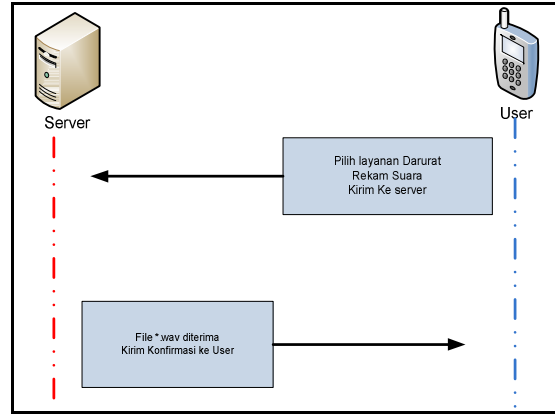 Server
User
Pilih layanan Darurat
Rekam Suara
Kirim Ke server
File *.wav diterima
Kirim Konfirmasi ke User